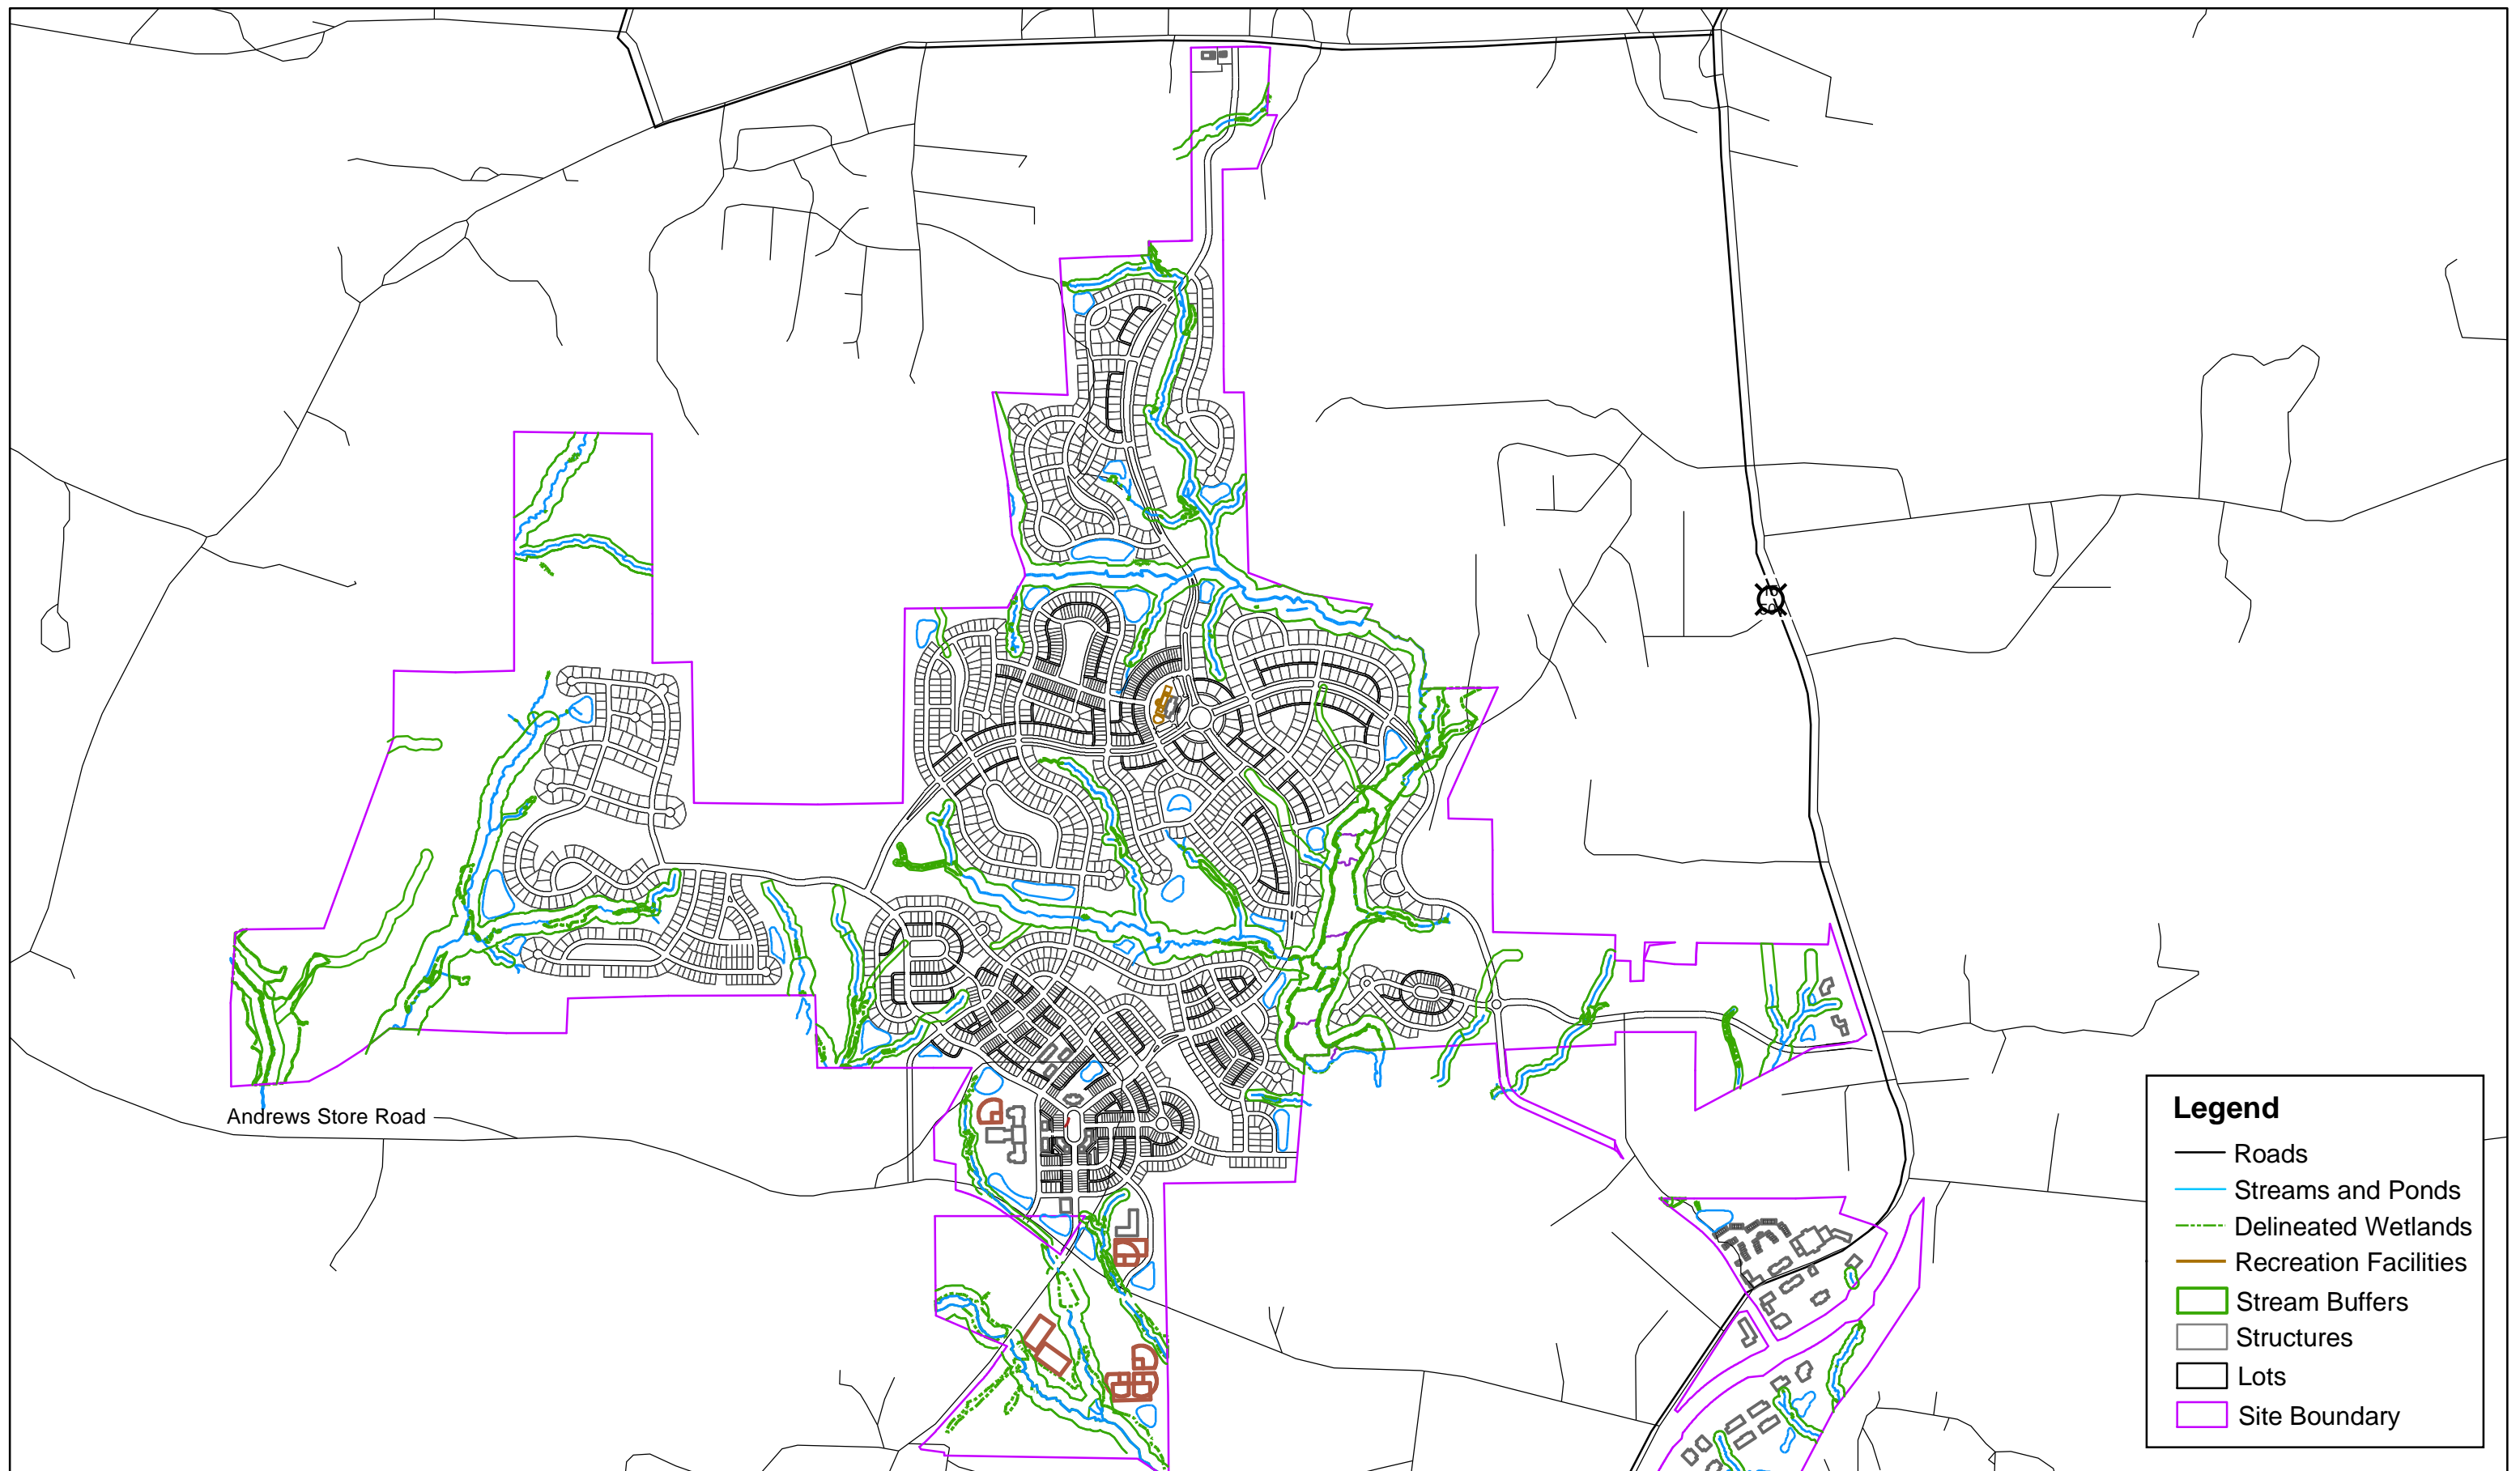 Andrews Store Road
Legend
Roads
Streams and Ponds
Delineated Wetlands
Recreation Facilities
Stream Buffers
Structures
Lots
Site Boundary